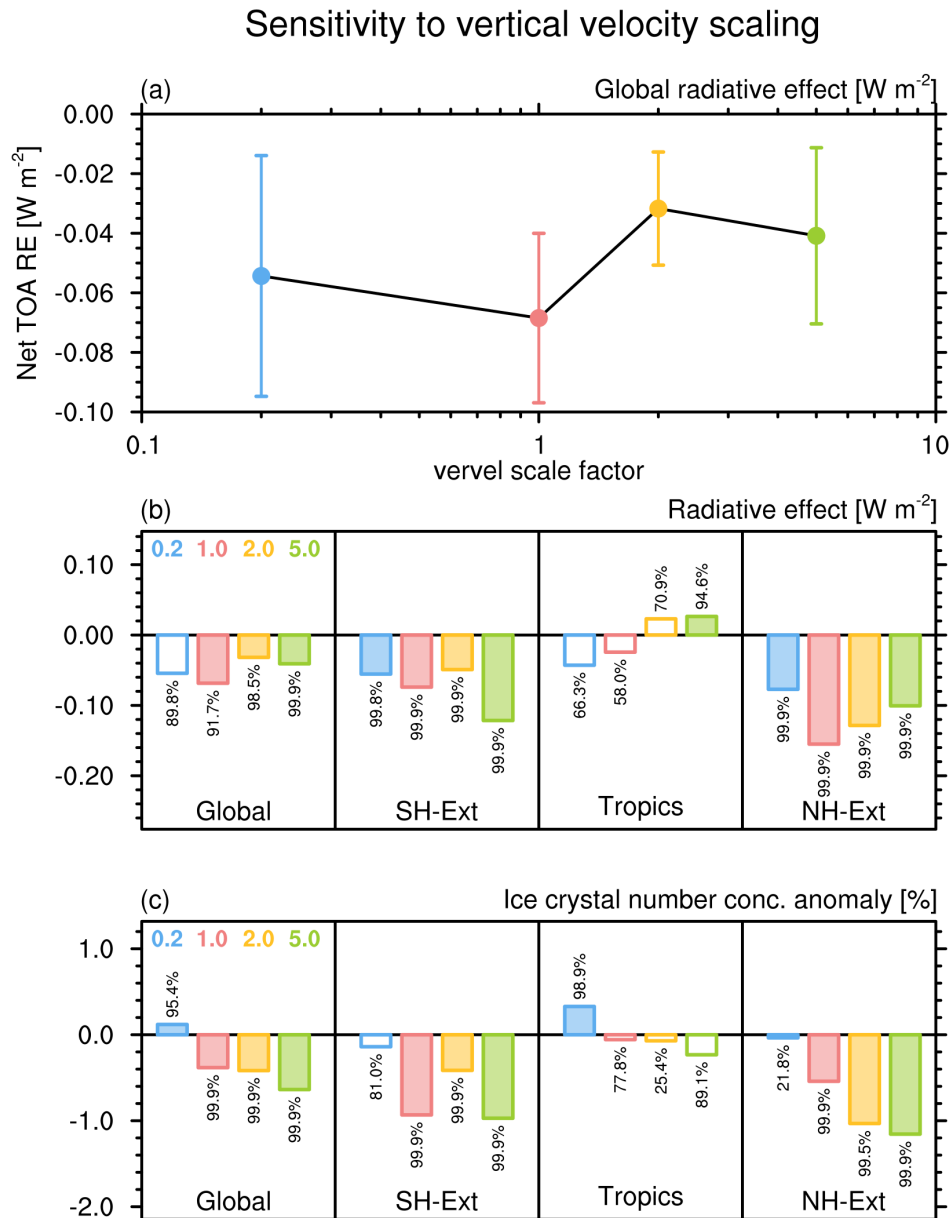 Sensitivity to vertical velocity scaling
(a) Global radiative effect [W m-2]
0.00
-0.02
-0.04
-0.06
-0.08
-0.10
Net TOA RE [W m-2]
0.1 1 10
vervel scale factor
(b) Radiative effect [W m-2]
0.2 1.0 2.0 5.0
0.10
0.00
-0.10
-0.20
89.8% 91.7% 98.5% 99.9%
99.8% 99.9% 99.9% 99.9%
66.3% 58.0% 70.9% 94.6%
99.9% 99.9% 99.9% 99.9%
Global SH-Ext Tropics NH-Ext
(c) Ice crystal number conc. anomaly [%]
0.2 1.0 2.0 5.0
1.0
0.0
-1.0
-2.0
95.4% 99.9% 99.9% 99.9%
81.0% 99.9% 99.9% 99.9%
98.9% 77.8% 25.4% 89.1%
21.8% 99.9% 99.5% 99.9%
Global SH-Ext Tropics NH-Ext